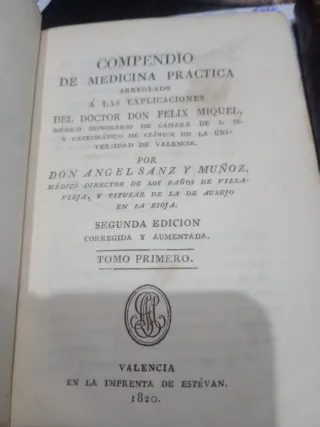 COMPENDIO
DE MEDICINA PRACTICA
ARREGLADO
Á LAS EXPLICACIONES
DEL DOCTOR DON FELIX MIQUEL,
MÉDICO HONORARIO DE CÁMARA DE S. M.
Y CATEDRÁTICO DE CLÍNICA DE LA UNI-
VERSIDAD DE VALENCIA.
POR
DON ANGEL SANZ Y MUÑOZ,
MÉDICO DIRECTOR DE LOS BAÑOS DE VILLA-
VIEJA, Y TITULAR DE LA DE AUSEJO
EN LA RIOJA.
SEGUNDA EDICION
CORREGIDA Y AUMENTADA.
TOMO PRIMERO.
VALENCIA
EN LA IMPRENTA DE ESTÉVAN.
1820.